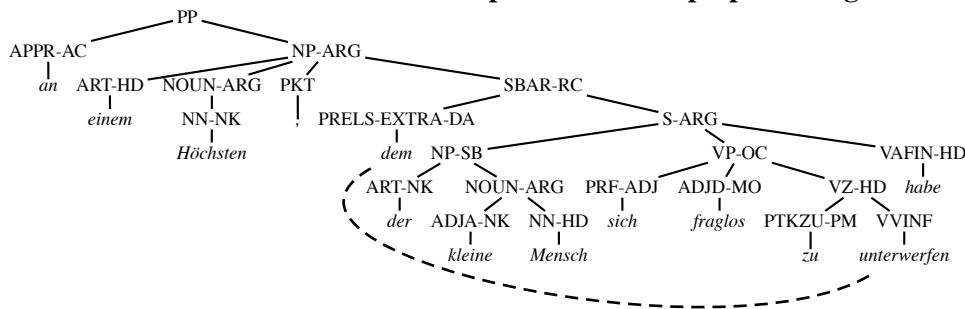 PP
APPR-AC NP-ARG
an ART-HD NOUN-ARG PKT SBAR-RC
einem NN-NK , PRELS-EXTRA-DA S-ARG
Höchsten dem NP-SB VP-OC VAFIN-HD
ART-NK NOUN-ARG PRF-ADJ ADJD-MO VZ-HD habe
der ADJA-NK NN-HD sich fraglos PTKZU-PM VVINF
kleine Mensch zu unterwerfen